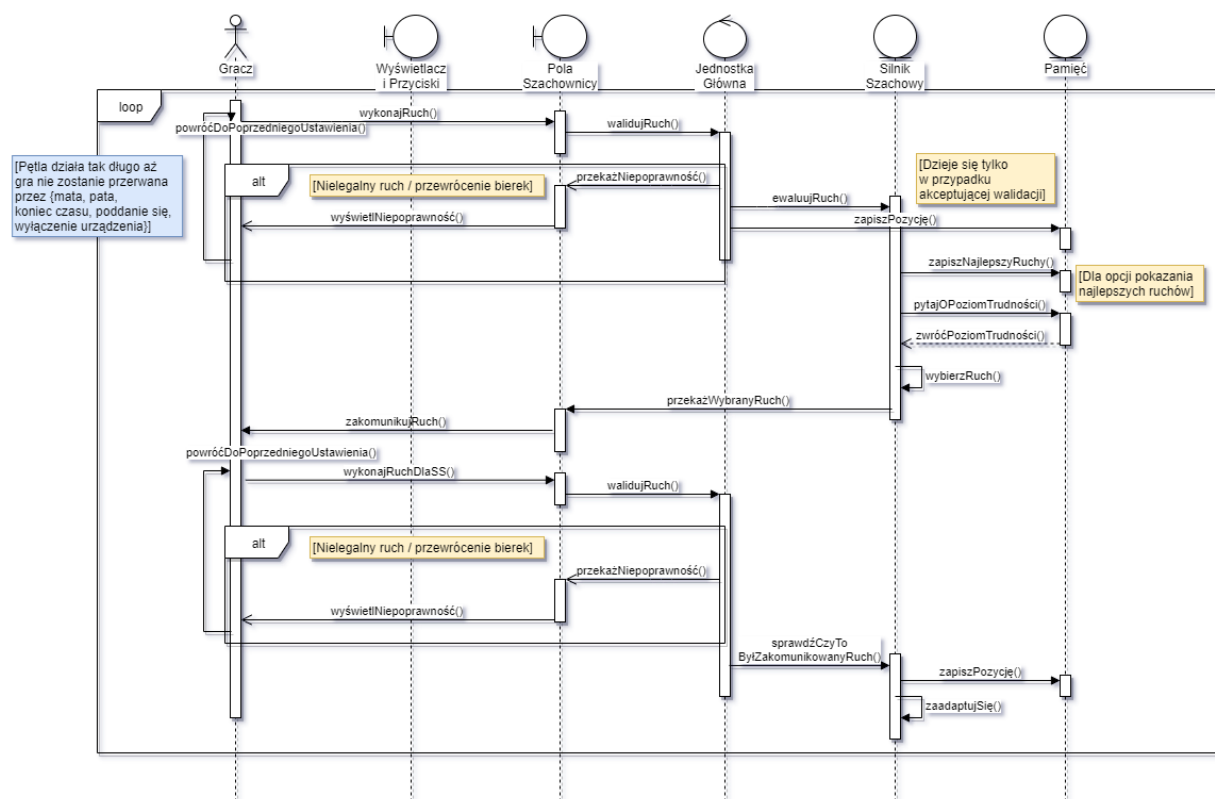 Gracz
Wyświetlacz
i Przyciski
Pola
Szachownicy
Jednostka
Główna
Silnik
Szachowy
Pamięć
loop
wykonajRuch()
powróćDoPoprzedniegoUstawienia()
walidujRuch()
[Pętla działa tak długo aż
gra nie zostanie przerwana
przez {mata, pata,
koniec czasu, poddanie się,
wyłączenie urządzenia}]
alt
[Nielegalny ruch / przewrócenie bierek]
przekażNiepoprawność()
[Dzieje się tylko
w przypadku
akceptującej walidacji]
ewaluujRuch()
wyświetlNiepoprawność()
zapiszPozycję()
zapiszNajlepszyRuchy()
[Dla opcji pokazania
najlepszych ruchów]
pytajOPoziomTrudności()
zwróćPoziomTrudności()
wybierzRuch()
przekażWybranyRuch()
zakomunikujRuch()
powróćDoPoprzedniegoUstawienia()
wykonajRuchDlaSS()
walidujRuch()
alt
[Nielegalny ruch / przewrócenie bierek]
przekażNiepoprawność()
wyświetlNiepoprawność()
sprawdźCzyTo
ByłZakomunikowanyRuch()
zapiszPozycję()
zaadaptujSię()